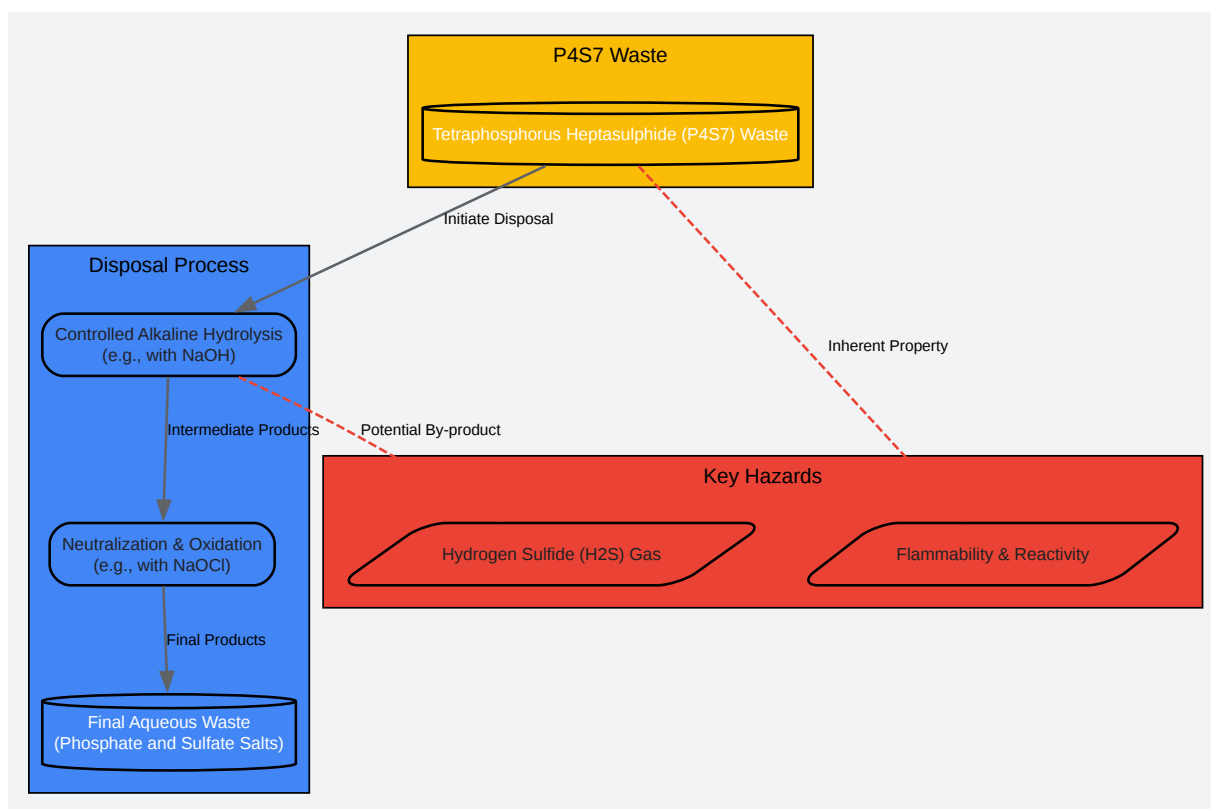 P4S7 Waste
Tetraphosphorus Heptasulphide (P4S7) Waste
Initiate Disposal
Disposal Process
Controlled Alkaline Hydrolysis
(e.g., with NaOH)
Inherent Property
Intermediate Products
Potential By-product
Key Hazards
Neutralization & Oxidation
(e.g., with NaOCl)
Hydrogen Sulfide (H2S) Gas
Flammability & Reactivity
Final Products
Final Aqueous Waste
(Phosphate and Sulfate Salts)